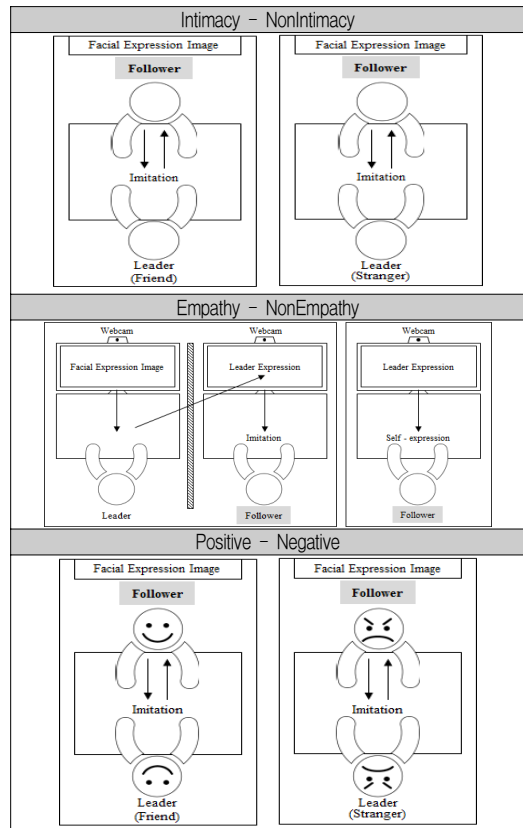 Intimacy - NonIntimacy
Facial Expression Image
Follower
Imitation
Leader
(Friend)
Facial Expression Image
Follower
Imitation
Leader
(Stranger)
Empathy - NonEmpathy
Webcam
Facial Expression Image
Leader
Webcam
Leader Expression
Imitation
Follower
Webcam
Leader Expression
Self - expression
Follower
Positive - Negative
Facial Expression Image
Follower
Imitation
Leader
(Friend)
Facial Expression Image
Follower
Imitation
Leader
(Stranger)